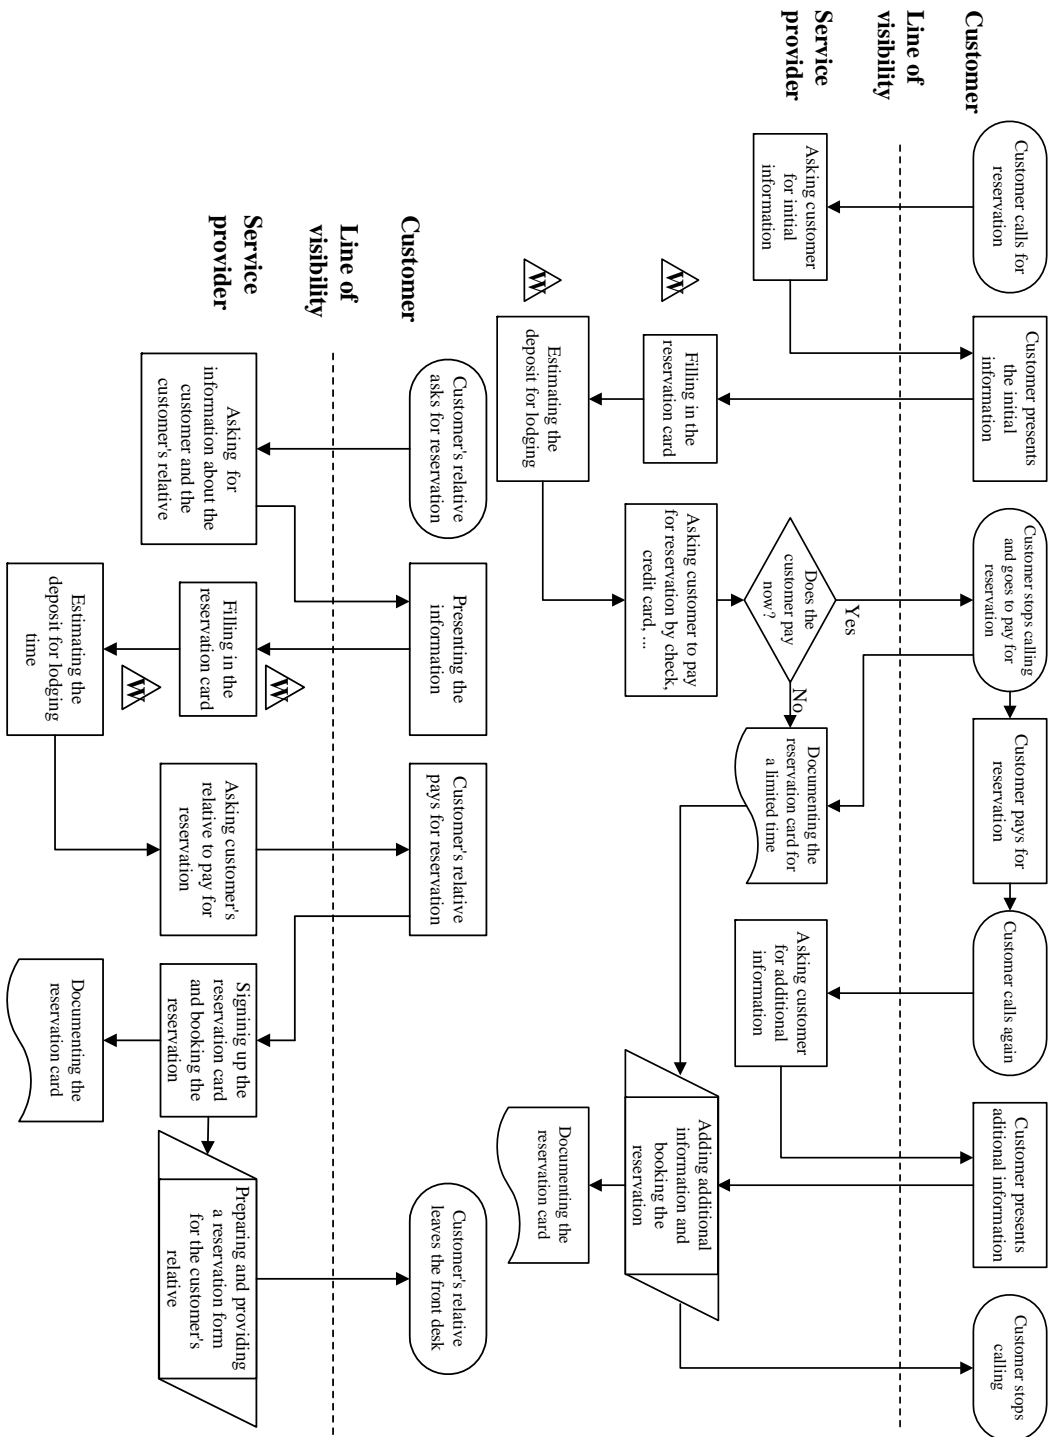 Customer
Line of
visibility
Service
provider
Customer calls for
reservation
Asking customer
for initial
information
Customer presents
the initial
information
W
Filling in the
reservation card
W
Estimating the
deposit for lodging
Customer stops calling
and goes to pay for
reservation
Does the
customer pay
now?
Yes
No
Asking customer to pay
for reservation by check,
credit card, ...
Customer pays for
reservation
Documenting the
reservation card for
a limited time
Customer calls again
Asking customer
for additional
information
Customer presents
aditional information
Adding additional
information and
booking the
reservation
Documenting the
reservation card
Customer stops
calling
Customer
Line of
visibility
Service
provider
Customer's relative
asks for reservation
Asking for
information about the
customer and the
customer's relative
Presenting the
information
W
Filling in the
reservation card
W
Estimating the
deposit for lodging
time
Customer's relative
pays for reservation
Asking customer's
relative to pay for
reservation
Signinig up the
reservation card
and booking the
reservation
Documenting the
reservation card
Preparing and providing
a reservation form
for the customer's
relative
Customer's relative
leaves the front desk